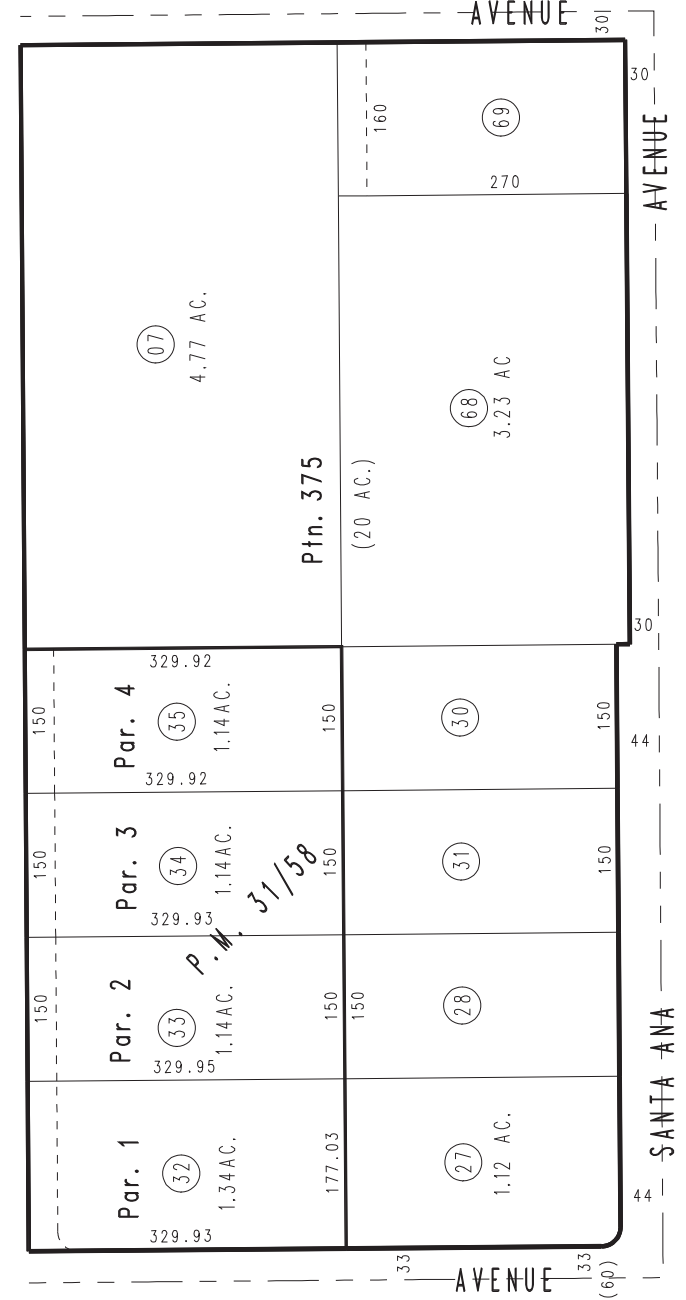 AVENUE
30
30
AVENUE
160
69
270
07
4.77 AC.
68
3.23 AC
Ptn. 375
(20 AC.)
30
329.92
150
Par. 4
35
1.14AC.
150
30
150
44
329.92
150
Par. 3
34
1.14AC.
150
31
150
329.93
P.M. 31/58
150
Par. 2
33
1.14AC.
150
150
28
329.95
SANTA ANA
Par. 1
32
1.34AC.
177.03
27
1.12 AC.
44
329.93
33
33
(60)
AVENUE